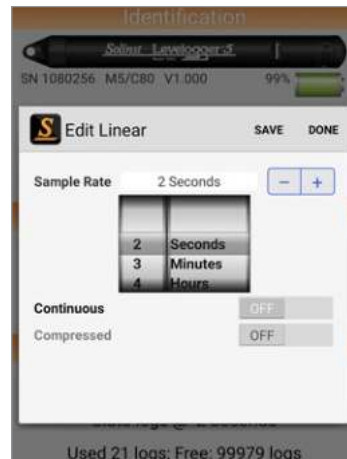 Identification
Solinst Levelogger 5
SN 1080256 M5/C80 V1.000 99%
S Edit Linear SAVE DONE
Sample Rate 2 Seconds − +
2 Seconds
3 Minutes
4 Hours
Continuous OFF
Compressed OFF
Used 21 logs; Free: 99979 logs